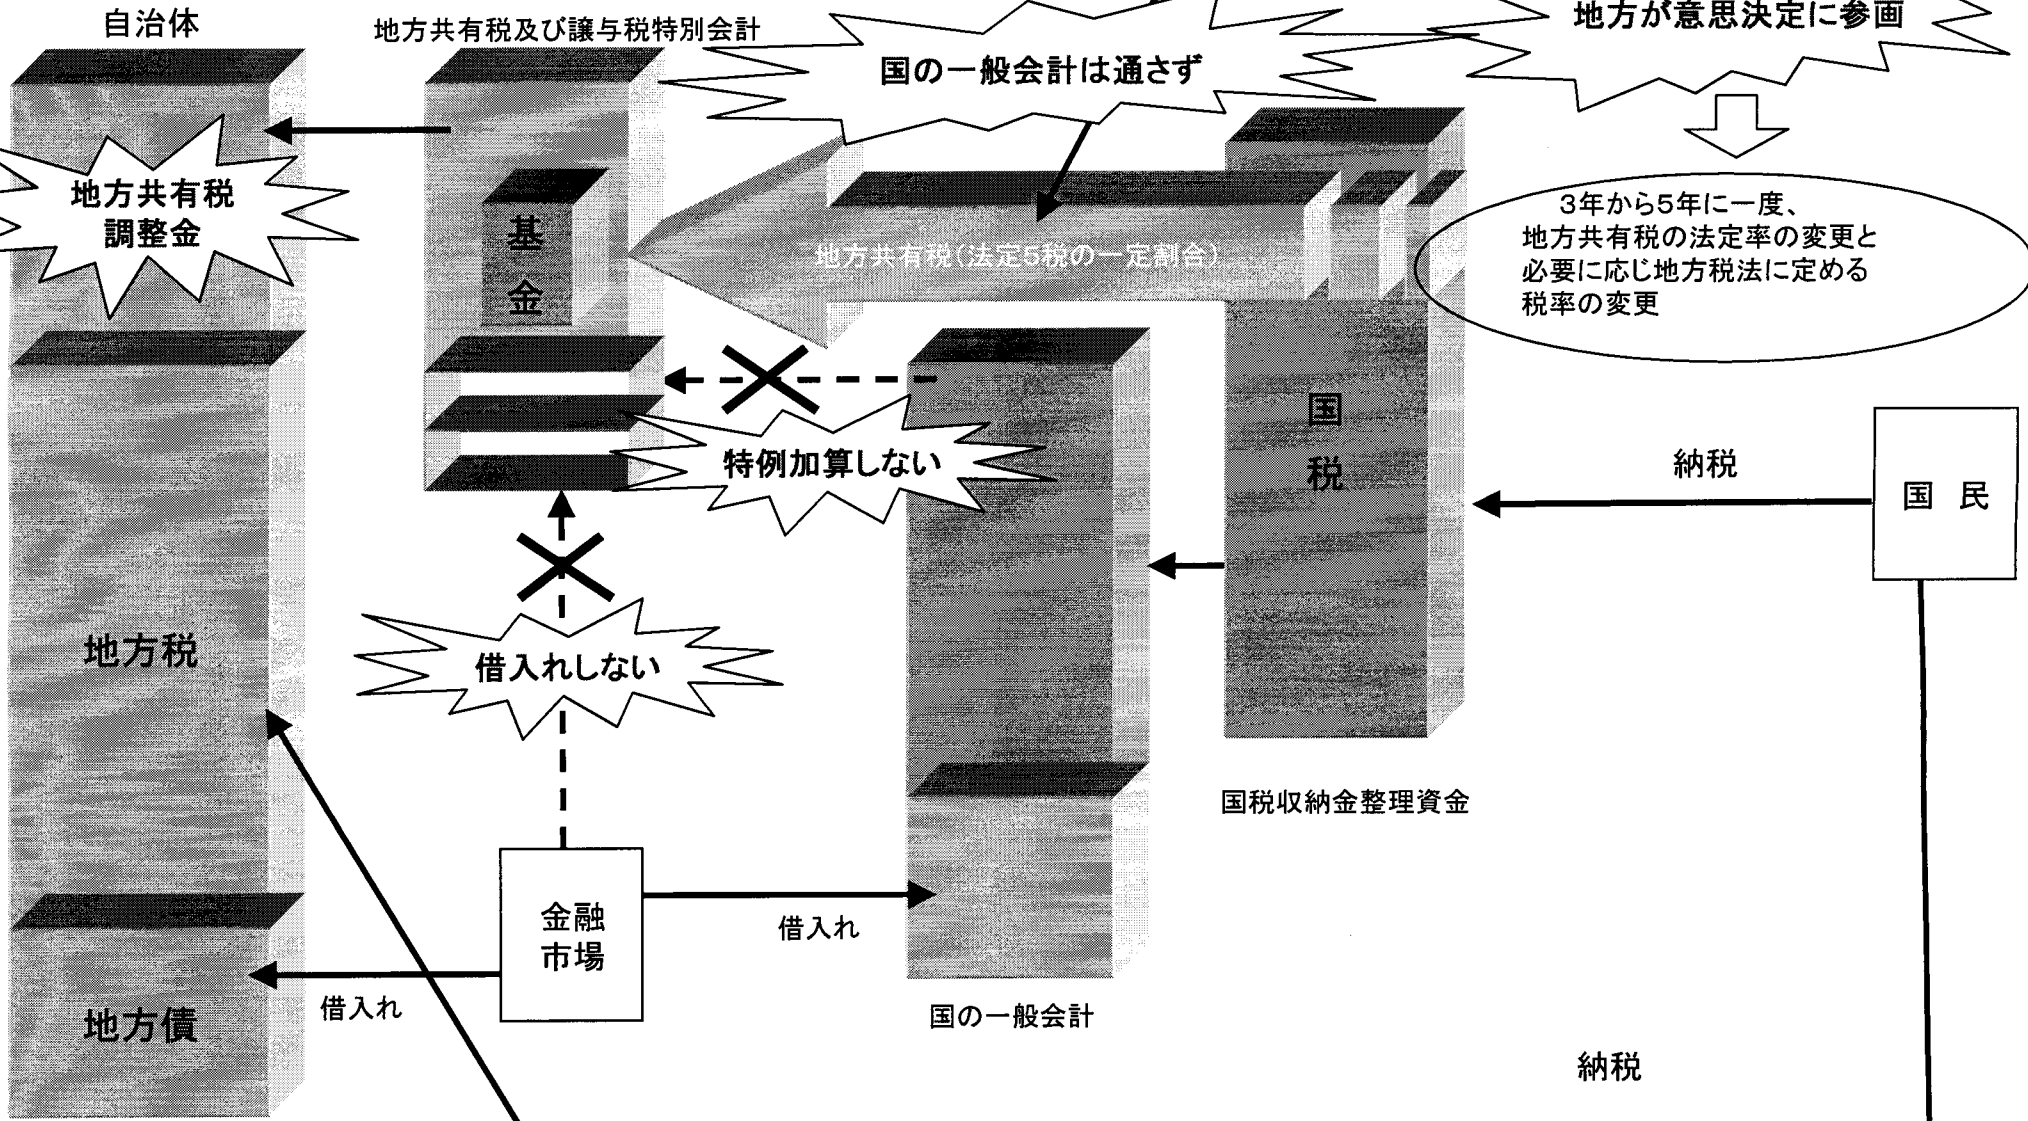 自治体
地方共有税及び譲与税特別会計
国の一般会計は通さず
地方が意思決定に参画
地方共有税
調整金
基
金
地方共有税(法定5税の一定割合)
3年から5年に一度、
地方共有税の法定率の変更と
必要に応じ地方税法に定める
税率の変更
国
税
特例加算しない
納税
国 民
地方税
借入れしない
国税収納金整理資金
金融
市場
借入れ
借入れ
地方債
国の一般会計
納税